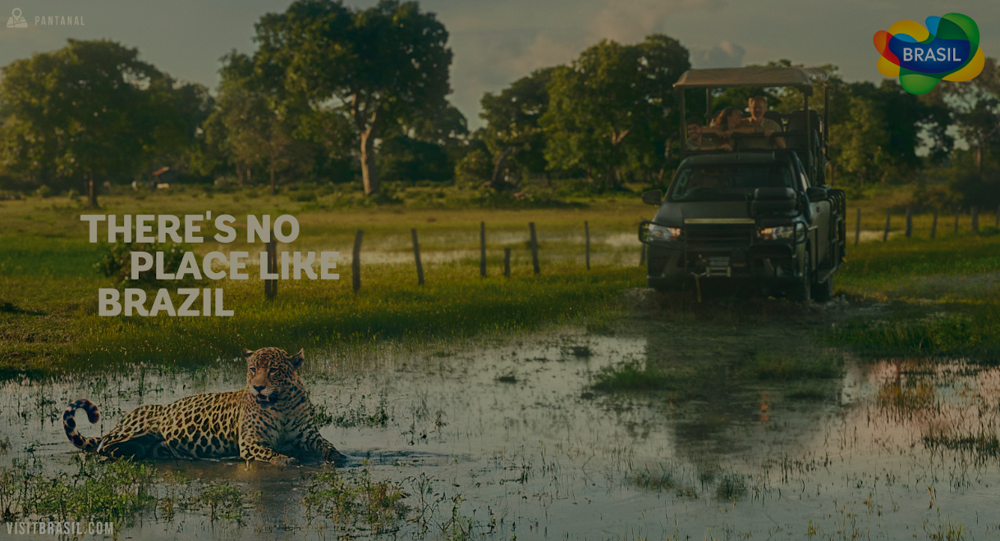 PANTANAL
BRASIL
THERE'S NO
PLACE LIKE
BRAZIL
VISITBRASIL.COM